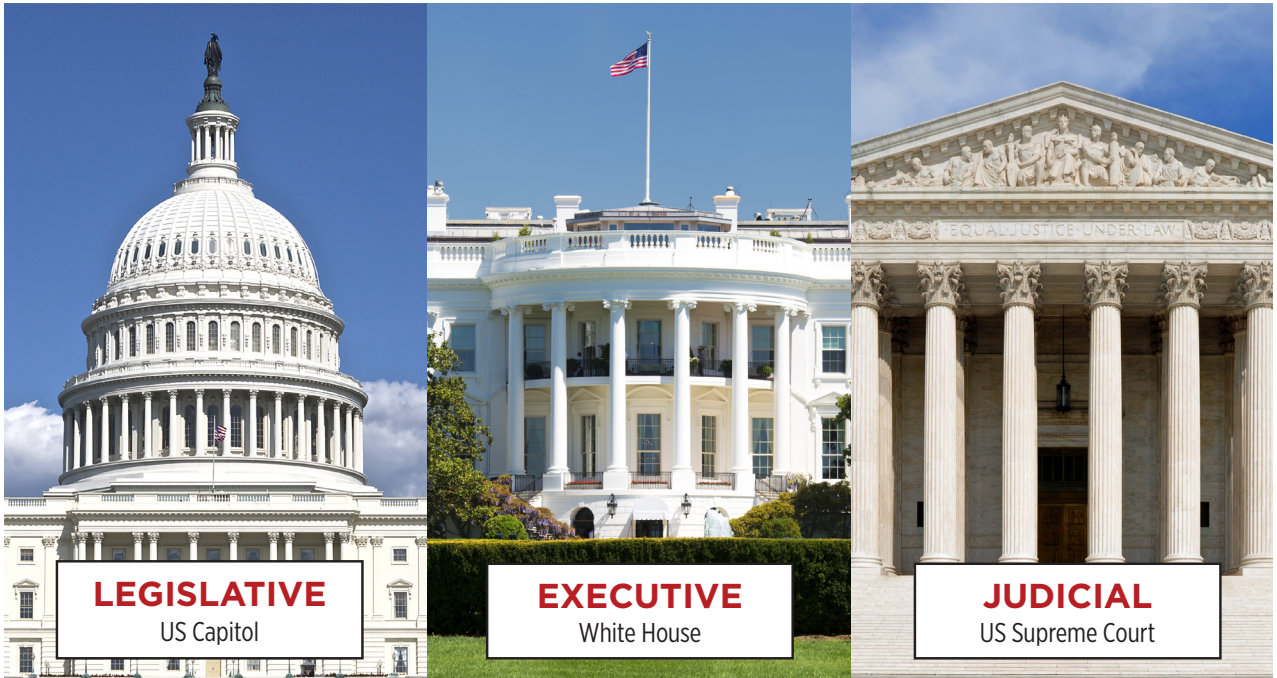 EQUAL·JUSTICE·UNDER·LAW
LEGISLATIVE
US Capitol
EXECUTIVE
White House
JUDICIAL
US Supreme Court